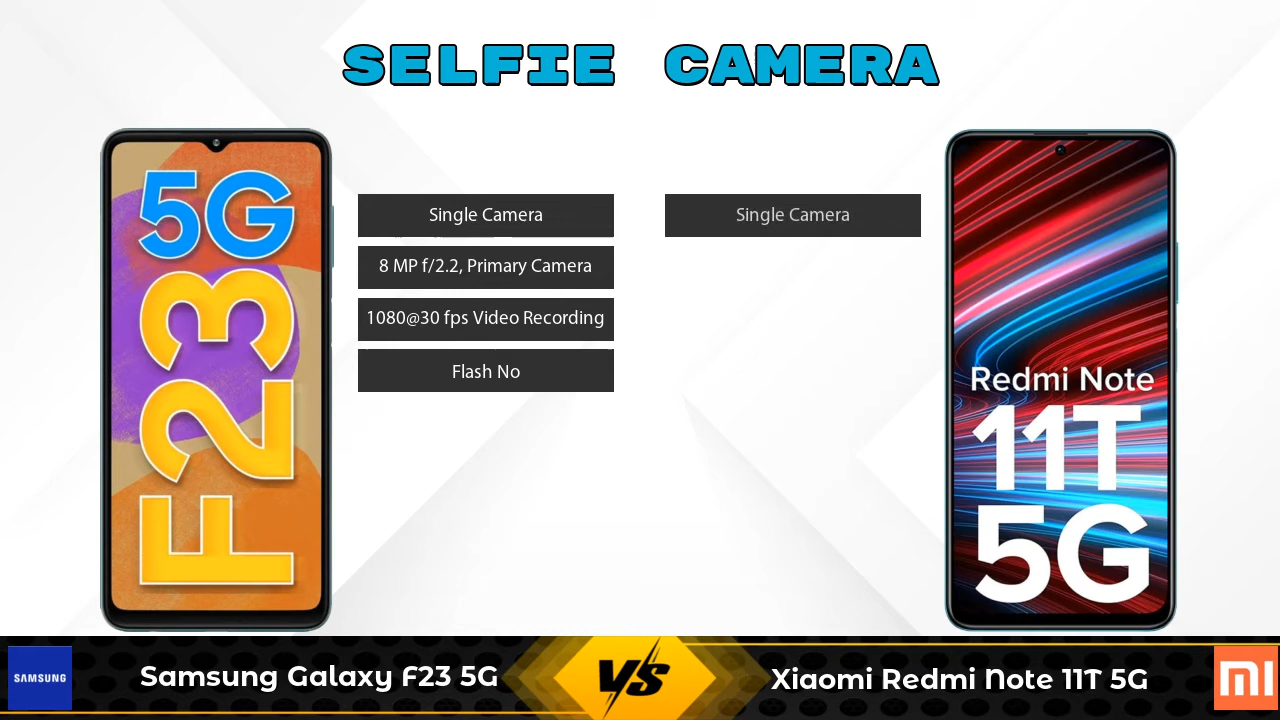 SELFIE CAMERA
5G
F23
Single Camera
8 MP f/2.2, Primary Camera
1080@30 fps Video Recording
Flash No
Single Camera
Redmi Note
11T
5G
SAMSUNG
Samsung Galaxy F23 5G
VS
Xiaomi Redmi Note 11T 5G
MI